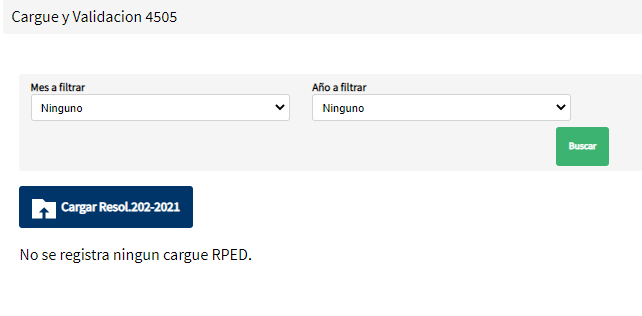 Cargue y Validacion 4505
Mes a filtrar
Año a filtrar
Ninguno
Ninguno
Buscar
Cargar Resol.202-2021
No se registra ningun cargue RPED.